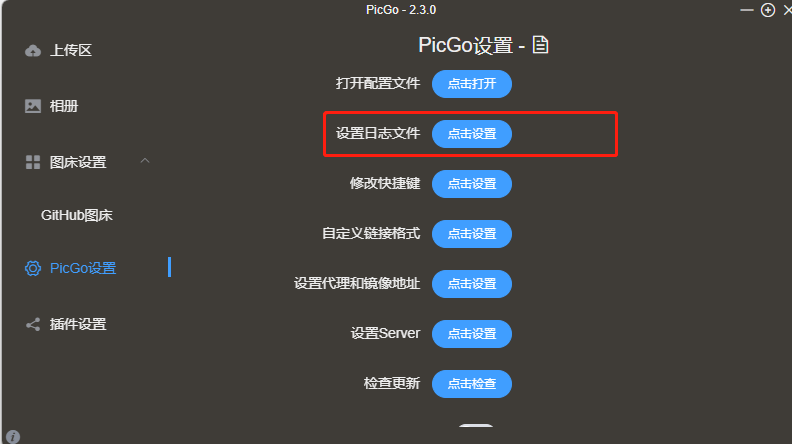 PicGo - 2.3.0
上传区
相册
图床设置
GitHub图床
PicGo设置
插件设置
PicGo设置 -
打开配置文件 点击打开
设置日志文件 点击设置
修改快捷键 点击设置
自定义链接格式 点击设置
设置代理和镜像地址 点击设置
设置Server 点击设置
检查更新 点击检查